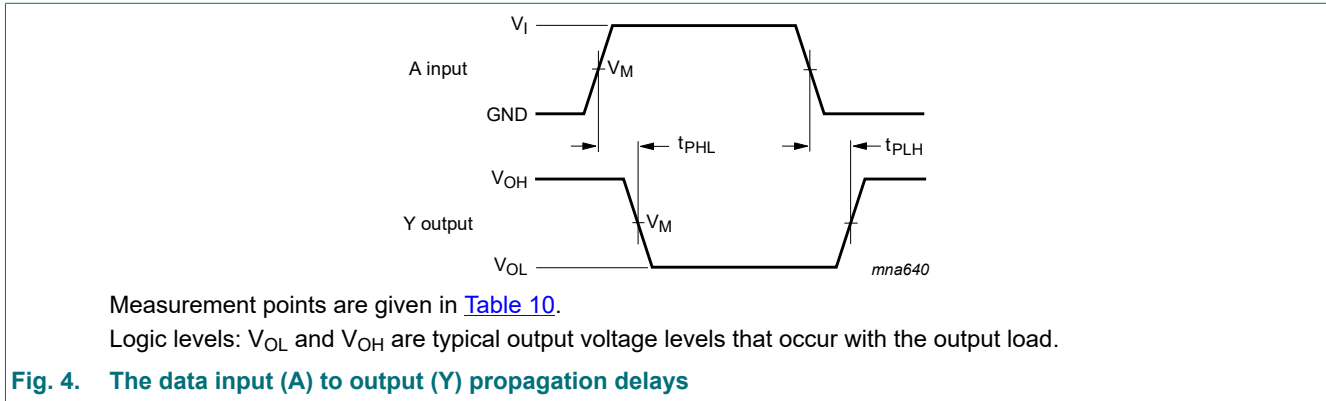 V_I
A input
V_M
GND
t_PHL
t_PLH
V_OH
Y output
V_M
V_OL
mna640
Measurement points are given in Table 10.
Logic levels: V_OL and V_OH are typical output voltage levels that occur with the output load.
Fig. 4. The data input (A) to output (Y) propagation delays